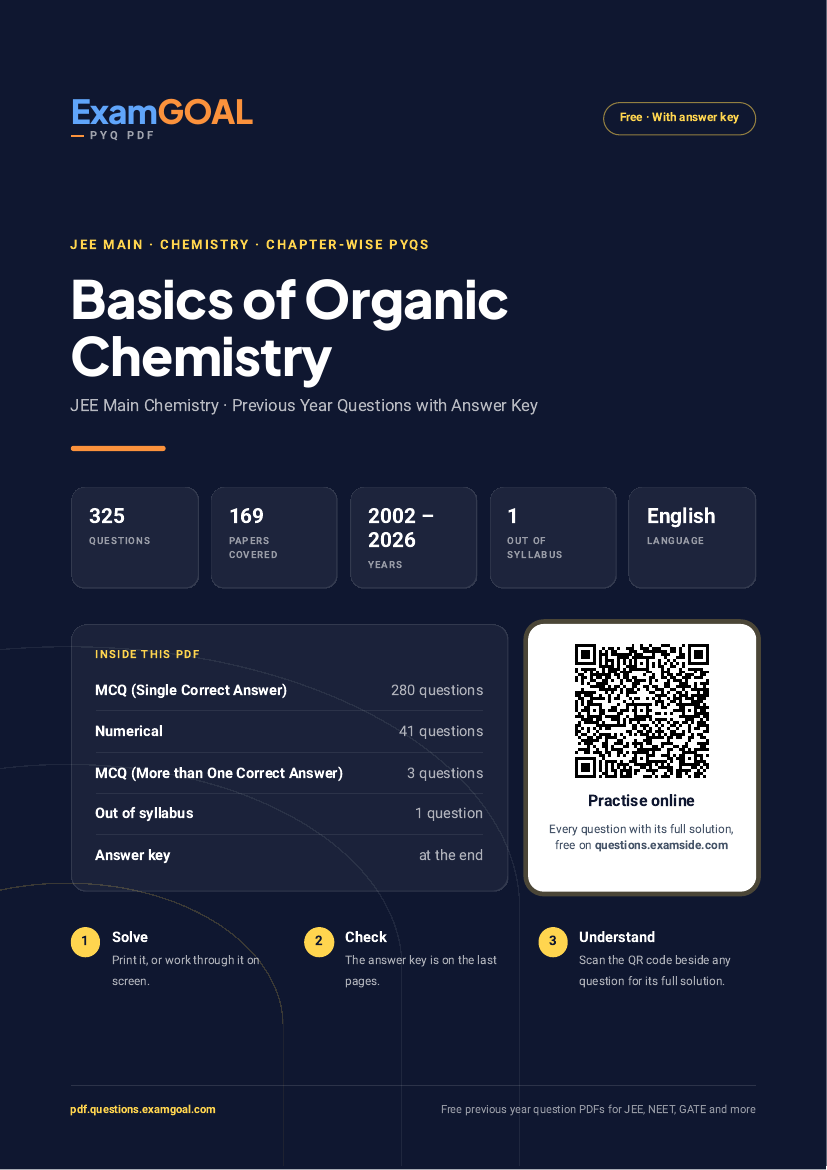 ExamGOAL
PYQ PDF
Free · With answer key
JEE MAIN · CHEMISTRY · CHAPTER-WISE PYQS
Basics of Organic
Chemistry
JEE Main Chemistry · Previous Year Questions with Answer Key
325
QUESTIONS
169
PAPERS
COVERED
2002 –
2026
YEARS
1
OUT OF
SYLLABUS
English
LANGUAGE
INSIDE THIS PDF
MCQ (Single Correct Answer) 280 questions
Numerical 41 questions
MCQ (More than One Correct Answer) 3 questions
Out of syllabus 1 question
Answer key at the end
Practise online
Every question with its full solution,
free on questions.examside.com
1 Solve
Print it, or work through it on
screen.
2 Check
The answer key is on the last
pages.
3 Understand
Scan the QR code beside any
question for its full solution.
pdf.questions.examgoal.com
Free previous year question PDFs for JEE, NEET, GATE and more